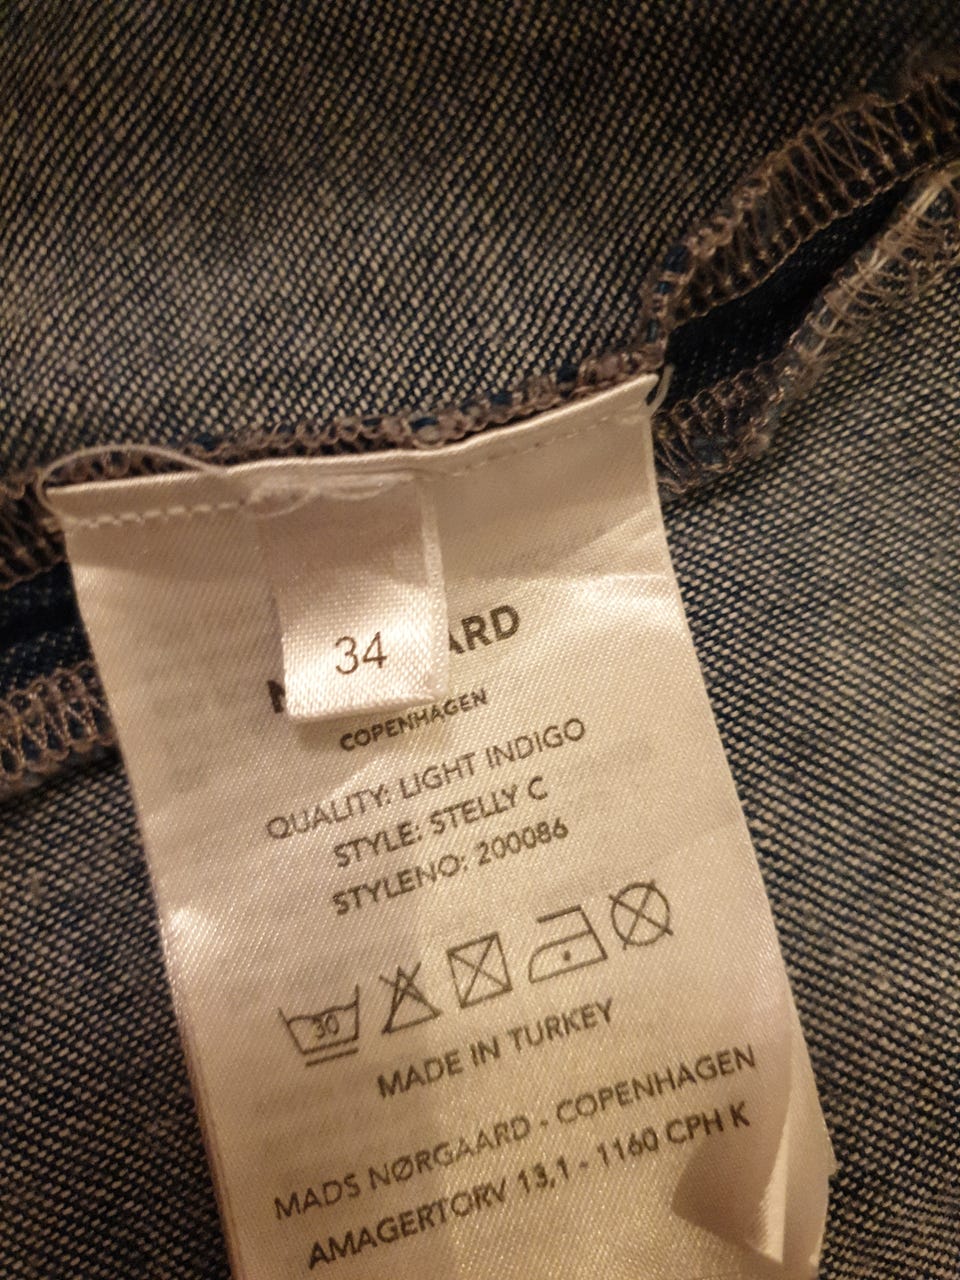 34
ARD
COPENHAGEN
QUALITY: LIGHT INDIGO
STYLE: STELLY C
STYLENO: 200086
30
MADE IN TURKEY
MADS NØRGAARD - COPENHAGEN
AMAGERTORV 13,1 - 1160 CPH K